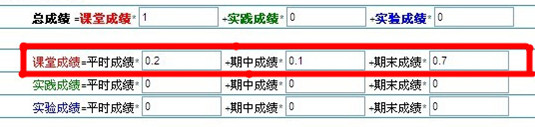 总成绩 =课堂成绩* 1 +实践成绩* 0 +实验成绩* 0
课堂成绩=平时成绩* 0.2 +期中成绩* 0.1 +期末成绩* 0.7
实践成绩=平时成绩* 0 +期中成绩* 0 +期末成绩* 0
实验成绩=平时成绩* 0 +期中成绩* 0 +期末成绩* 0